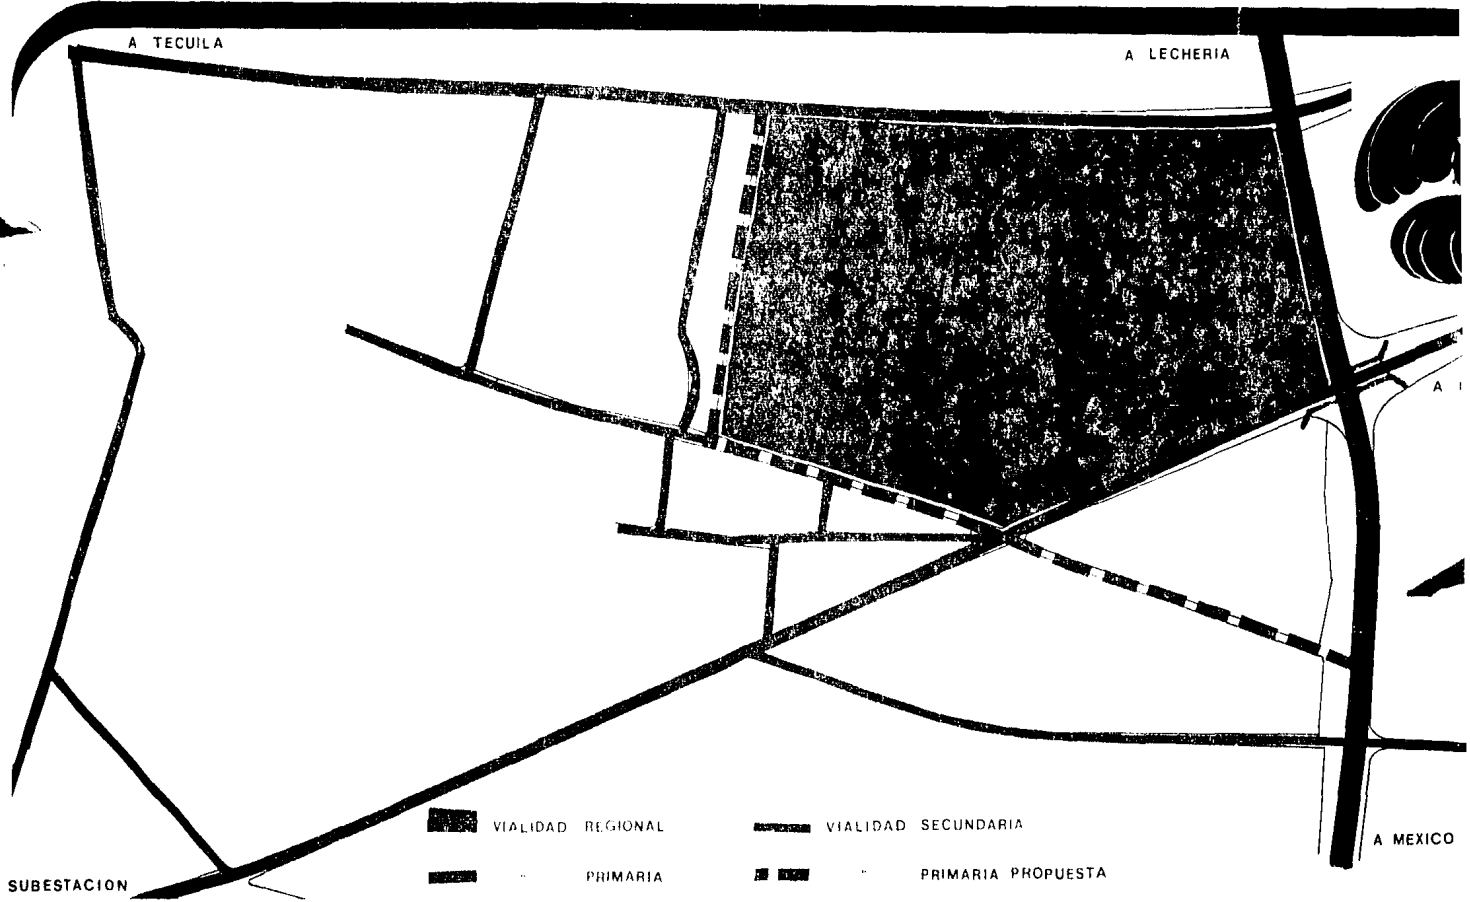 A TECUILA
A LECHERIA
A I
VIALIDAD REGIONAL
VIALIDAD SECUNDARIA
" PRIMARIA
" PRIMARIA PROPUESTA
A MEXICO
SUBESTACION